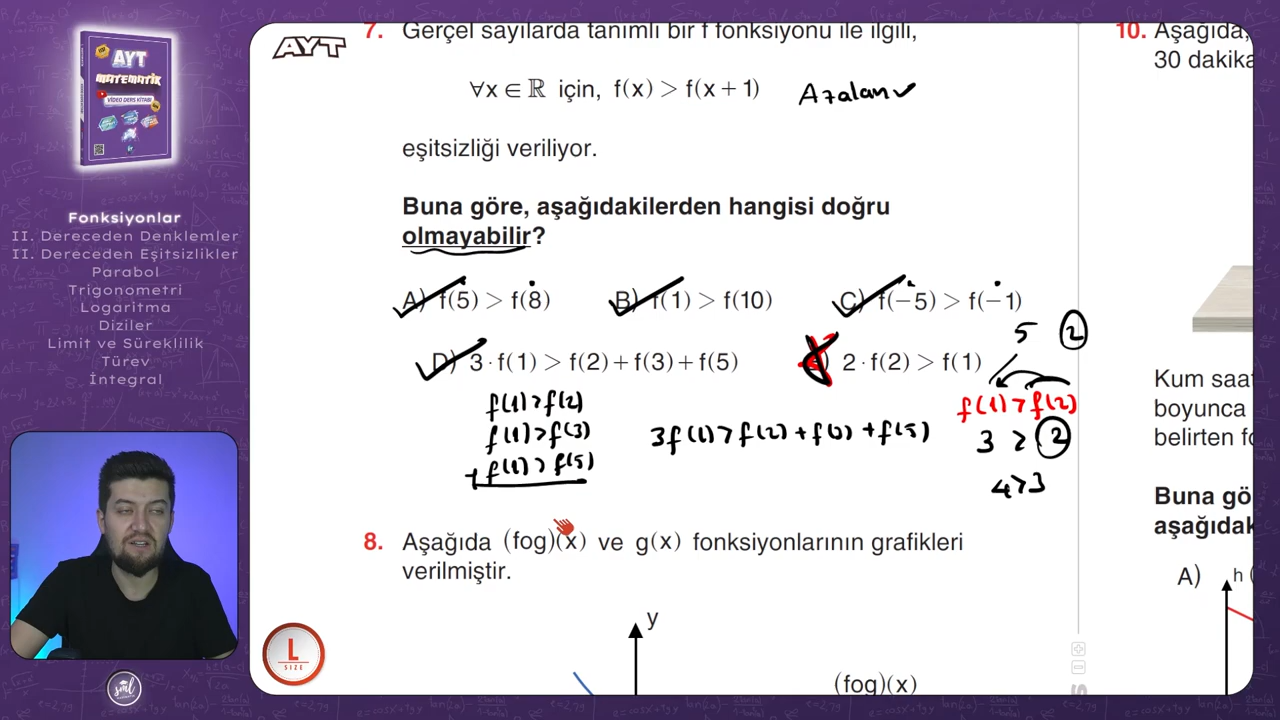 AYT
MATEMATİK
VİDEO DERS KİTABI
Fonksiyonlar
II. Dereceden Denklemler
II. Dereceden Eşitsizlikler
Parabol
Trigonometri
Logaritma
Diziler
Limit ve Süreklilik
Türev
İntegral
sml
AYT
7. Gerçel sayılarda tanımlı bir f fonksiyonu ile ilgili,
∀x ∈ ℝ için, f(x) > f(x + 1) Azalan ✓
eşitsizliği veriliyor.
Buna göre, aşağıdakilerden hangisi doğru
olmayabilir?
A) f(5) > f(8) B) f(1) > f(10) C) f(−5) > f(−1)
D) 3 · f(1) > f(2) + f(3) + f(5) 2 · f(2) > f(1)
5 2
f(1) > f(2)
f(1) > f(3)
+ f(1) > f(5)
3f(1) > f(2) + f(3) + f(5)
f(1) > f(2)
3 > 2
4 > 3
8. Aşağıda (fog)(x) ve g(x) fonksiyonlarının grafikleri
verilmiştir.
y
(fog)(x)
L
SIZE
10. Aşağıda,
30 dakika
Kum saa
boyunca
belirten fo
Buna gö
aşağıdak
A) h